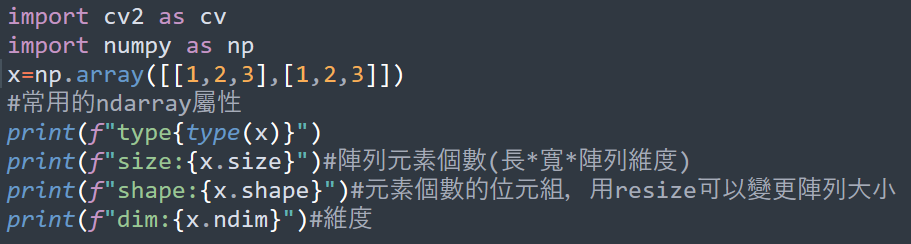 import cv2 as cv
import numpy as np
x=np.array([[1,2,3],[1,2,3]])
#常用的ndarray屬性
print(f"type{type(x)}")
print(f"size:{x.size}")#陣列元素個數(長*寬*陣列維度)
print(f"shape:{x.shape}")#元素個數的位元組，用resize可以變更陣列大小
print(f"dim:{x.ndim}")#維度